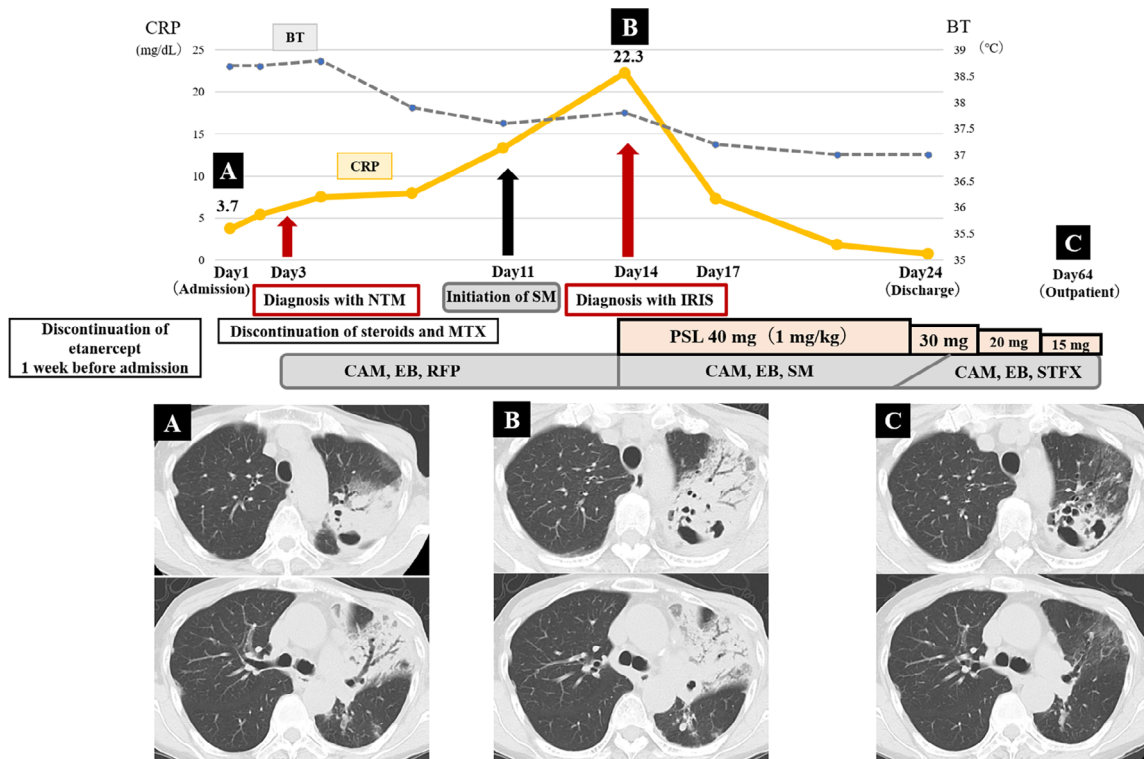 CRP
(mg/dL)
BT
B
BT
(℃)
25
20
15
10
5
0
39
38.5
38
37.5
37
36.5
36
35.5
35
22.3
A
3.7
CRP
C
Day1
(Admission)
Day3
Day11
Day14
Day17
Day24
(Discharge)
Day64
(Outpatient)
Diagnosis with NTM
Initiation of SM
Diagnosis with IRIS
Discontinuation of
etanercept
1 week before admission
Discontinuation of steroids and MTX
PSL 40 mg（1 mg/kg）
30 mg
20 mg
15 mg
CAM, EB, RFP
CAM, EB, SM
CAM, EB, STFX
A
B
C